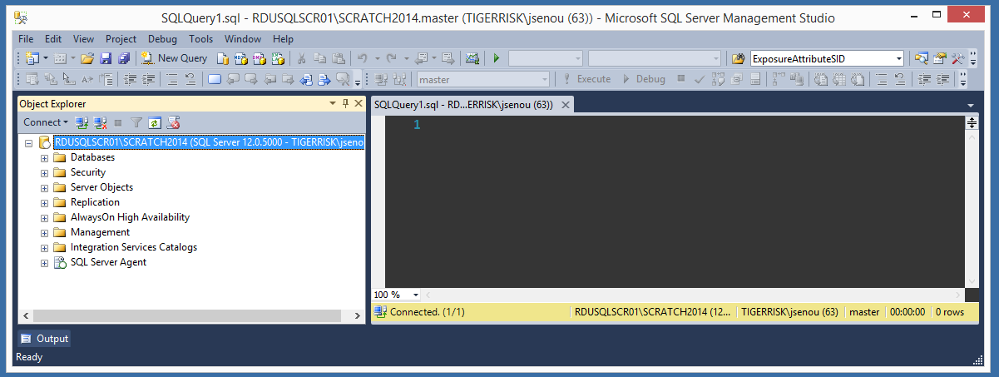 SQLQuery1.sql - RDUSQLSCR01\SCRATCH2014.master (TIGERRISK\jsenou (63)) - Microsoft SQL Server Management Studio
File Edit View Project Debug Tools Window Help
New Query ExposureAttributeSID
master Execute Debug
Object Explorer
Connect
RDUSQLSCR01\SCRATCH2014 (SQL Server 12.0.5000 - TIGERRISK\jseno
Databases
Security
Server Objects
Replication
AlwaysOn High Availability
Management
Integration Services Catalogs
SQL Server Agent
SQLQuery1.sql - RD...ERRISK\jsenou (63))
1
100 %
Connected. (1/1) RDUSQLSCR01\SCRATCH2014 (12... TIGERRISK\jsenou (63) master 00:00:00 0 rows
Output
Ready